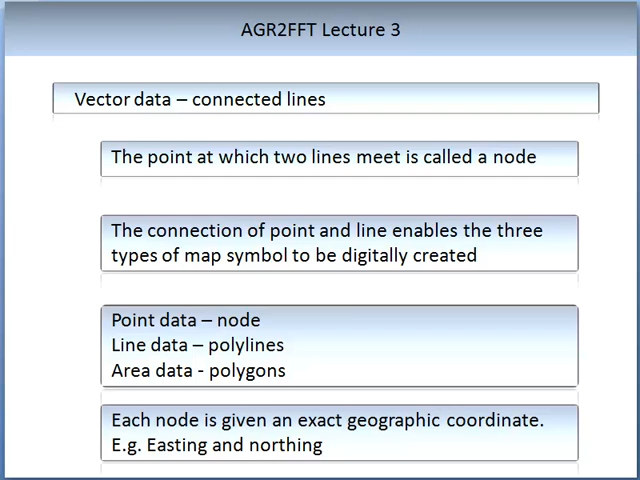 AGR2FFT Lecture 3
Vector data – connected lines
The point at which two lines meet is called a node
The connection of point and line enables the three
types of map symbol to be digitally created
Point data – node
Line data – polylines
Area data - polygons
Each node is given an exact geographic coordinate.
E.g. Easting and northing